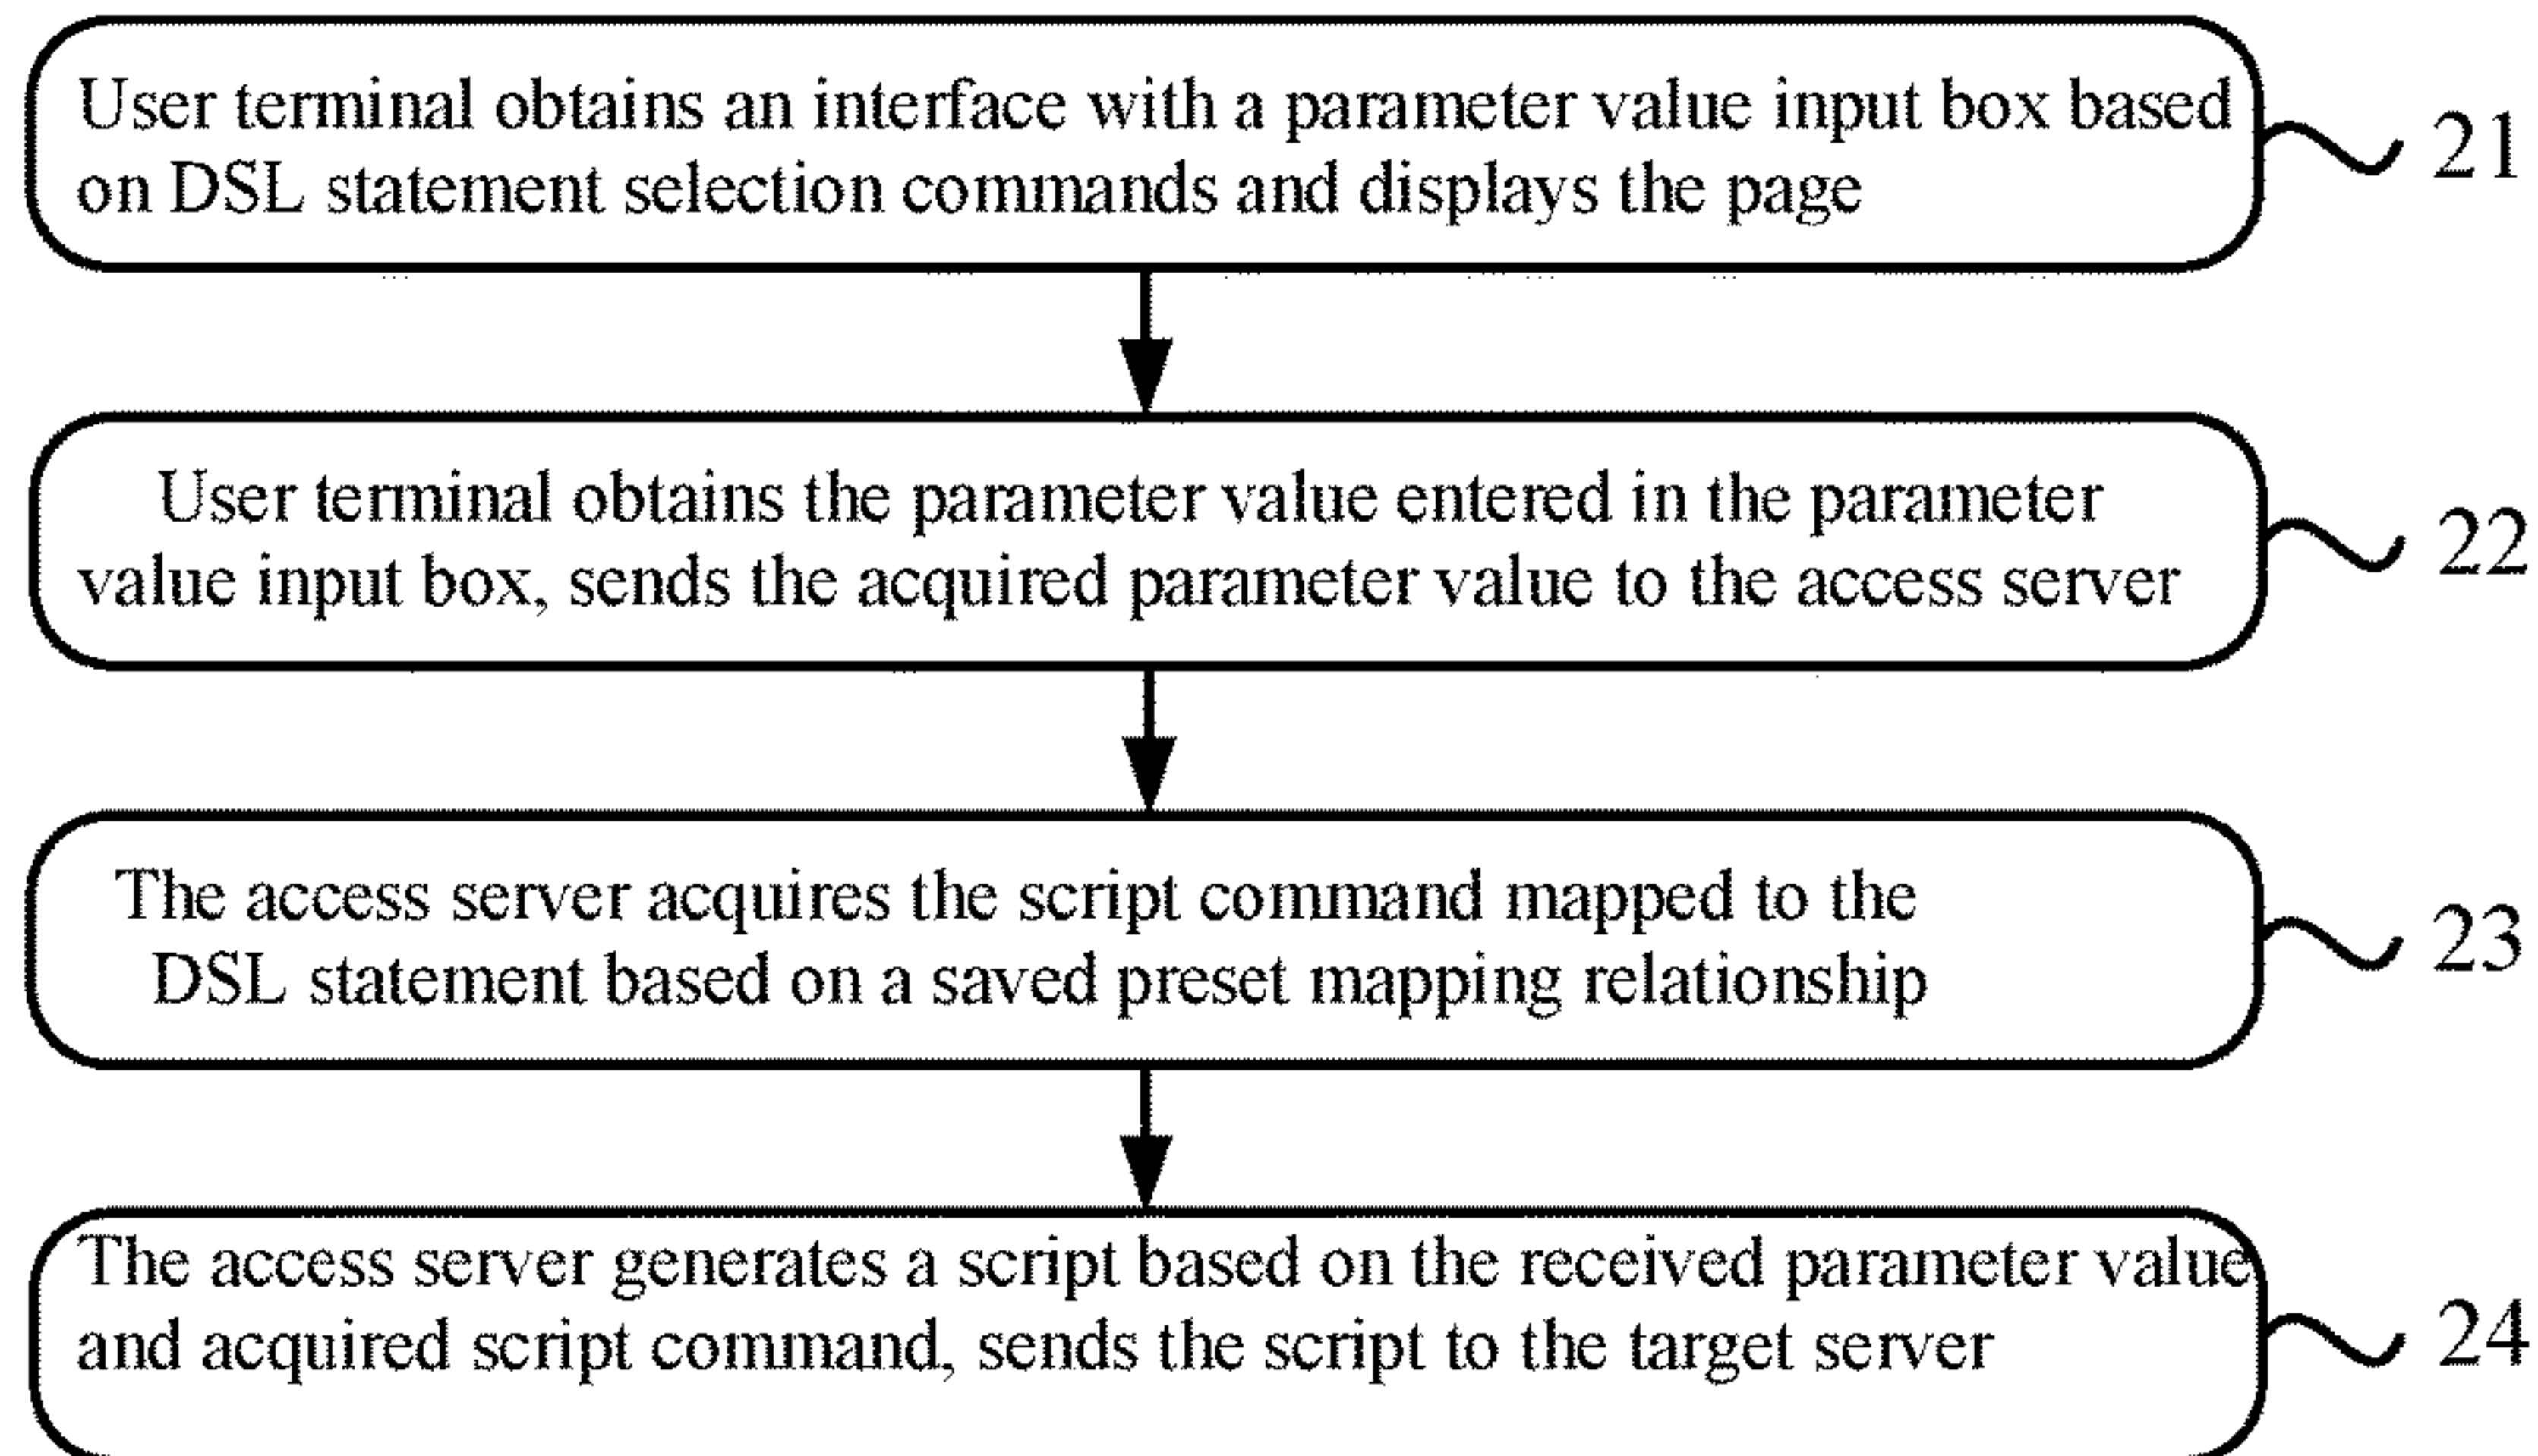 User terminal obtains an interface with a parameter value input box based
on DSL statement selection commands and displays the page
21
User terminal obtains the parameter value entered in the parameter
value input box, sends the acquired parameter value to the access server
22
The access server acquires the script command mapped to the
DSL statement based on a saved preset mapping relationship
23
The access server generates a script based on the received parameter value
and acquired script command, sends the script to the target server
24